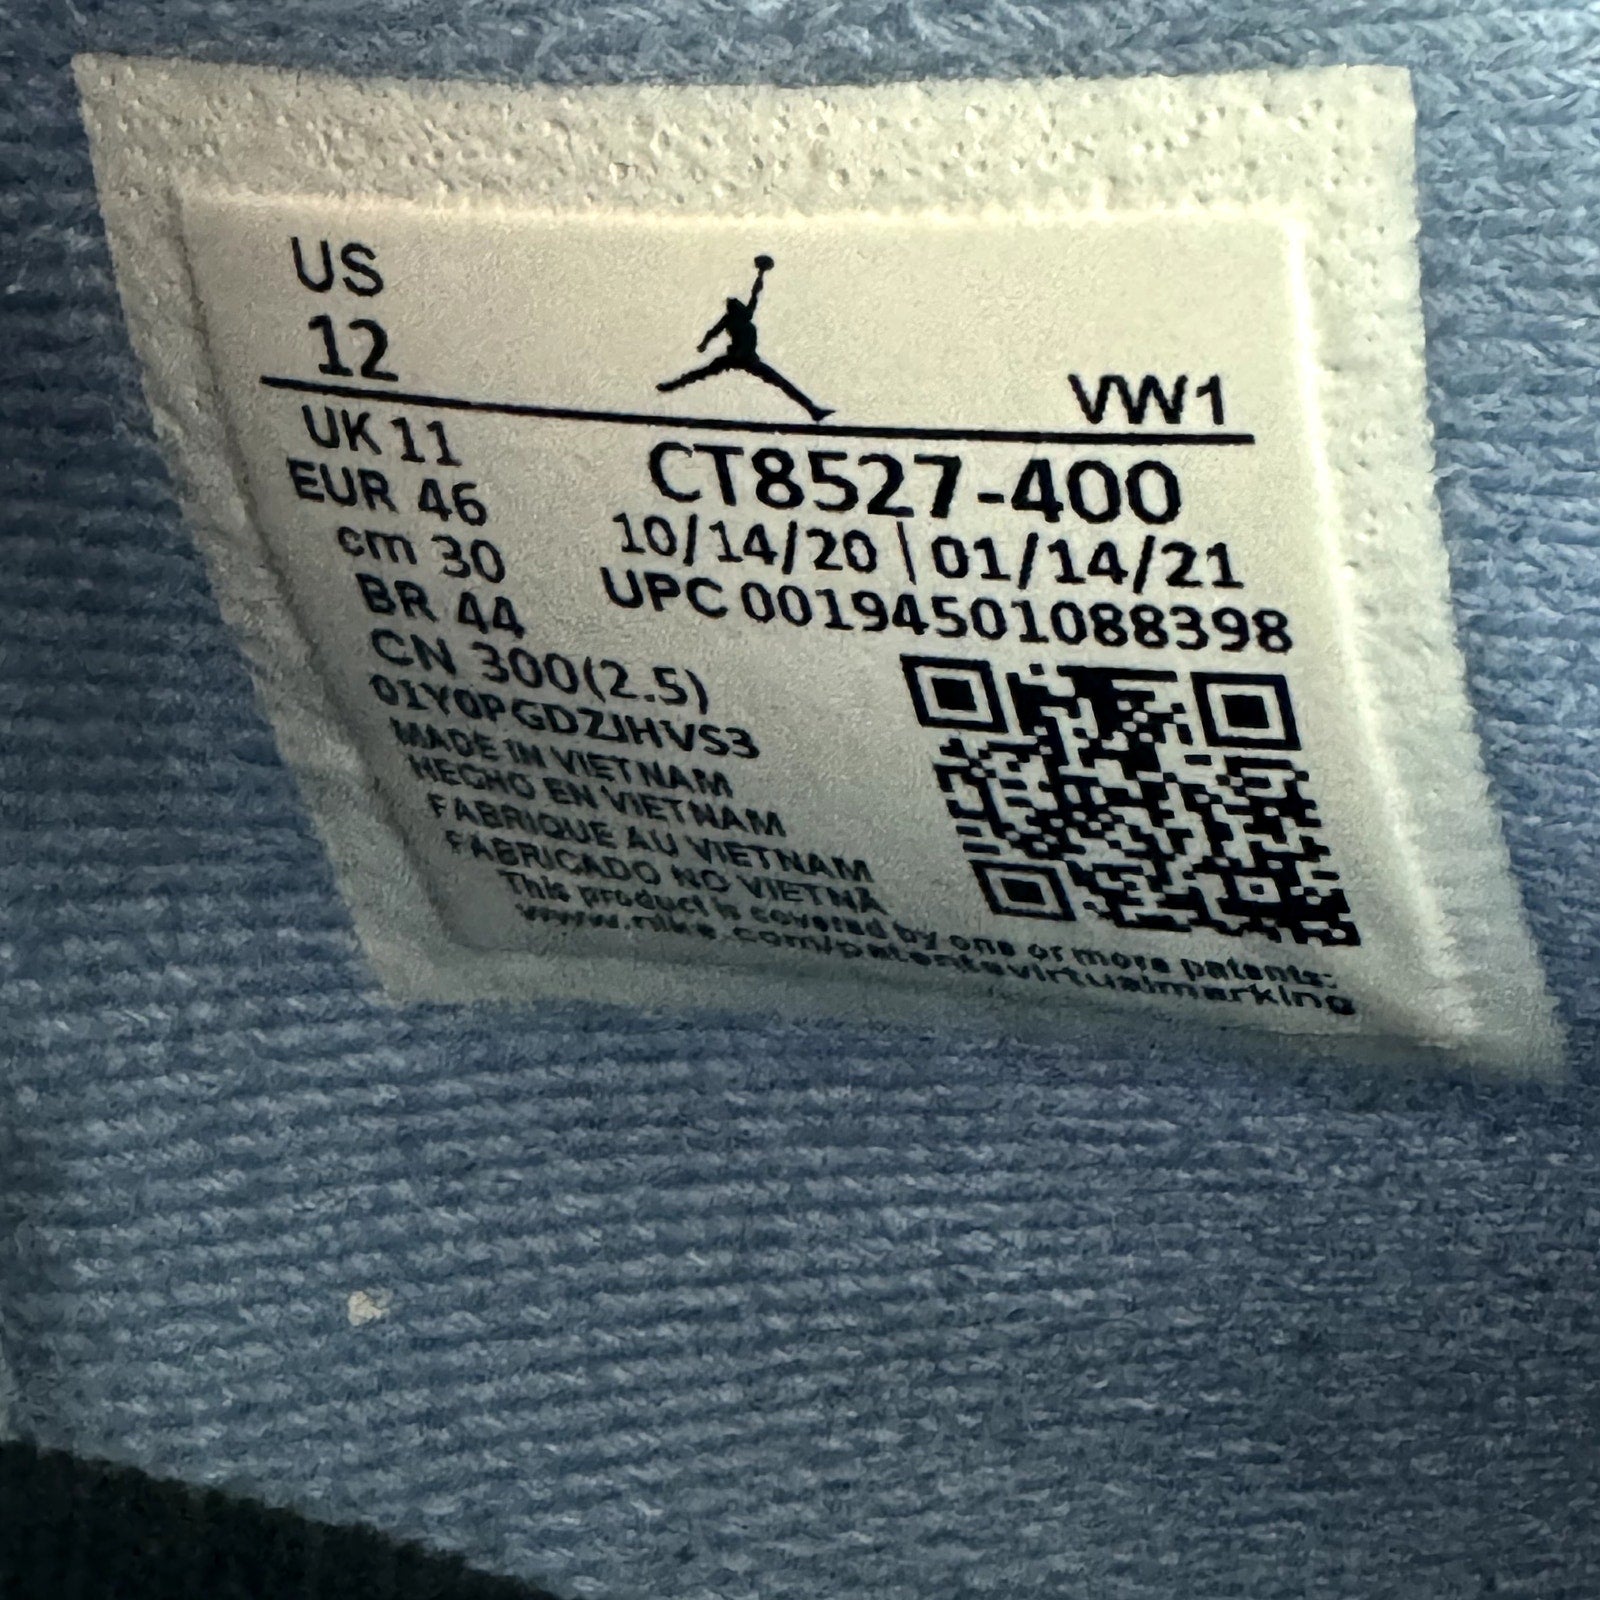 US
12
VW1
UK 11
EUR 46
cm 30
BR 44
CN 300(2.5)
CT8527-400
10/14/20 | 01/14/21
UPC 00194501088398
01Y0PGDZJHVS3
MADE IN VIETNAM
HECHO EN VIETNAM
FABRIQUE AU VIETNAM
FABRICADO NO VIETNÃ
This product is covered by one or more patents:
www.nike.com/patentsvirtualmarking